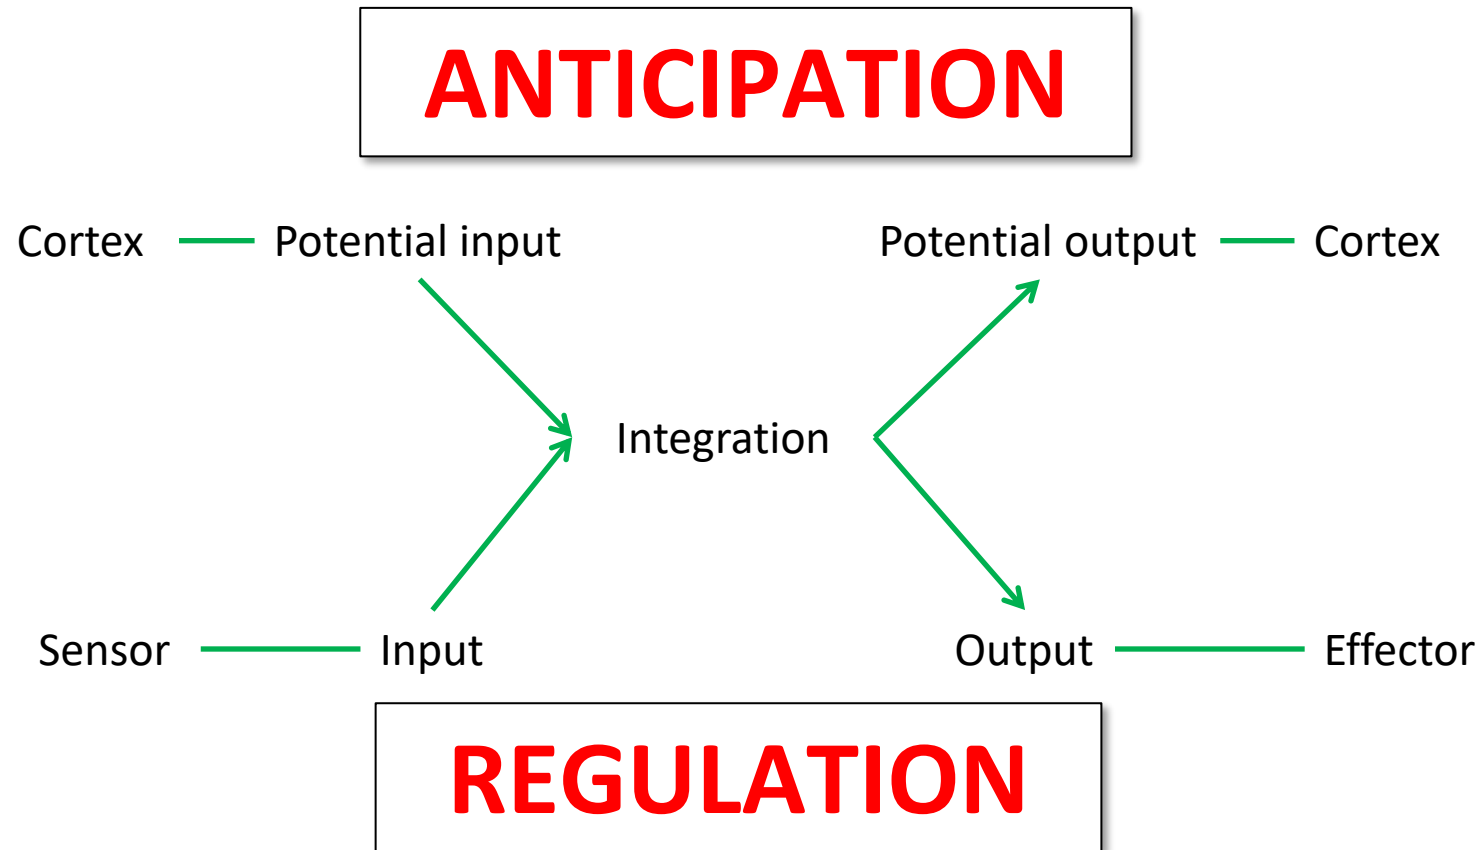 ANTICIPATION
Cortex Potential input Potential output Cortex
Integration
Sensor Input Output Effector
REGULATION